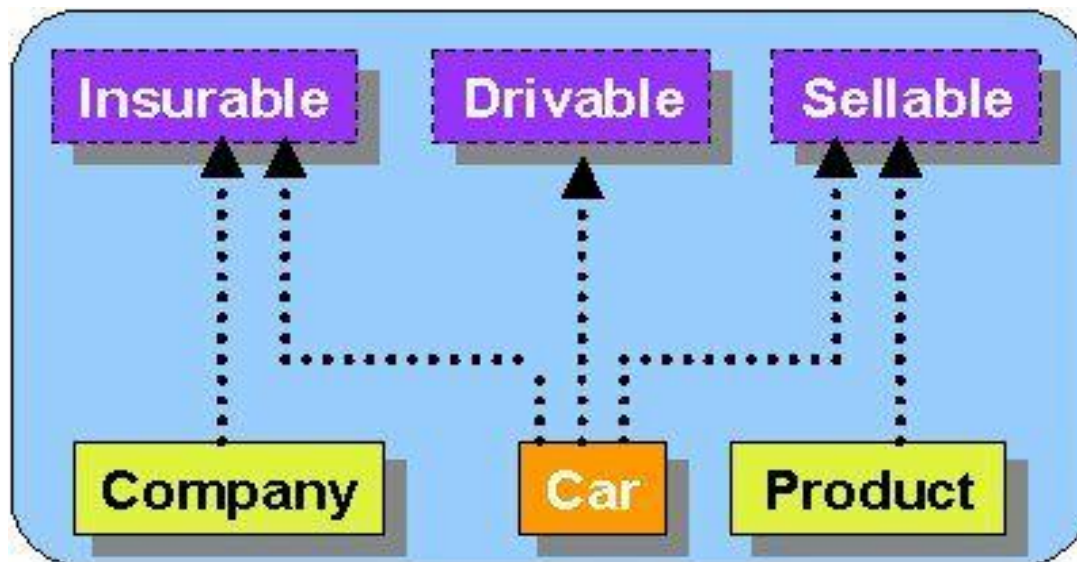 Insurable
Drivable
Sellable
Company
Car
Product